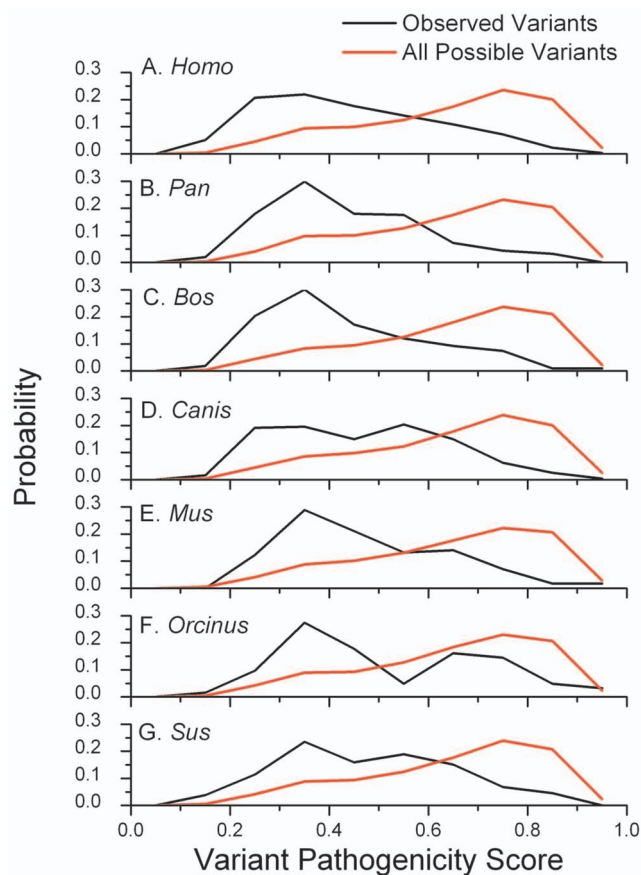 Observed Variants
All Possible Variants
A. Homo
0.3
0.2
0.1
0.0
B. Pan
0.3
0.2
0.1
0.0
C. Bos
0.3
0.2
0.1
0.0
D. Canis
0.3
0.2
0.1
0.0
E. Mus
0.3
0.2
0.1
0.0
F. Orcinus
0.3
0.2
0.1
0.0
G. Sus
0.3
0.2
0.1
0.0
0.0 0.2 0.4 0.6 0.8 1.0
Variant Pathogenicity Score
Probability